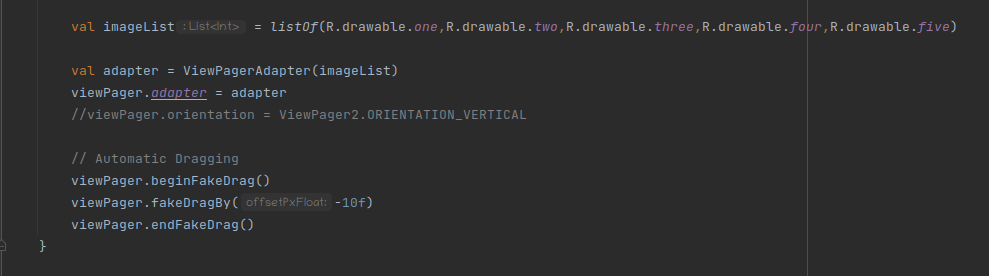 val imageList : List<Int> = listOf(R.drawable.one,R.drawable.two,R.drawable.three,R.drawable.four,R.drawable.five)
val adapter = ViewPagerAdapter(imageList)
viewPager.adapter = adapter
//viewPager.orientation = ViewPager2.ORIENTATION_VERTICAL
// Automatic Dragging
viewPager.beginFakeDrag()
viewPager.fakeDragBy( offsetPxFloat: -10f)
viewPager.endFakeDrag()
}